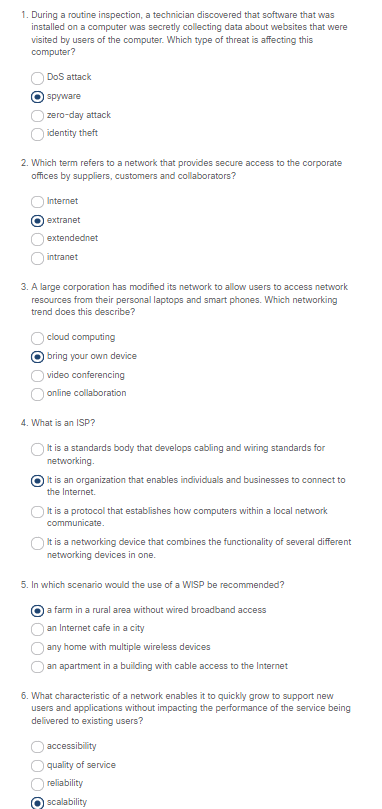 1. During a routine inspection, a technician discovered that software that was
installed on a computer was secretly collecting data about websites that were
visited by users of the computer. Which type of threat is affecting this
computer?
DoS attack
spyware
zero-day attack
identity theft
2. Which term refers to a network that provides secure access to the corporate
offices by suppliers, customers and collaborators?
Internet
extranet
extendednet
intranet
3. A large corporation has modified its network to allow users to access network
resources from their personal laptops and smart phones. Which networking
trend does this describe?
cloud computing
bring your own device
video conferencing
online collaboration
4. What is an ISP?
It is a standards body that develops cabling and wiring standards for
networking.
It is an organization that enables individuals and businesses to connect to
the Internet.
It is a protocol that establishes how computers within a local network
communicate.
It is a networking device that combines the functionality of several different
networking devices in one.
5. In which scenario would the use of a WISP be recommended?
a farm in a rural area without wired broadband access
an Internet cafe in a city
any home with multiple wireless devices
an apartment in a building with cable access to the Internet
6. What characteristic of a network enables it to quickly grow to support new
users and applications without impacting the performance of the service being
delivered to existing users?
accessibility
quality of service
reliability
scalability